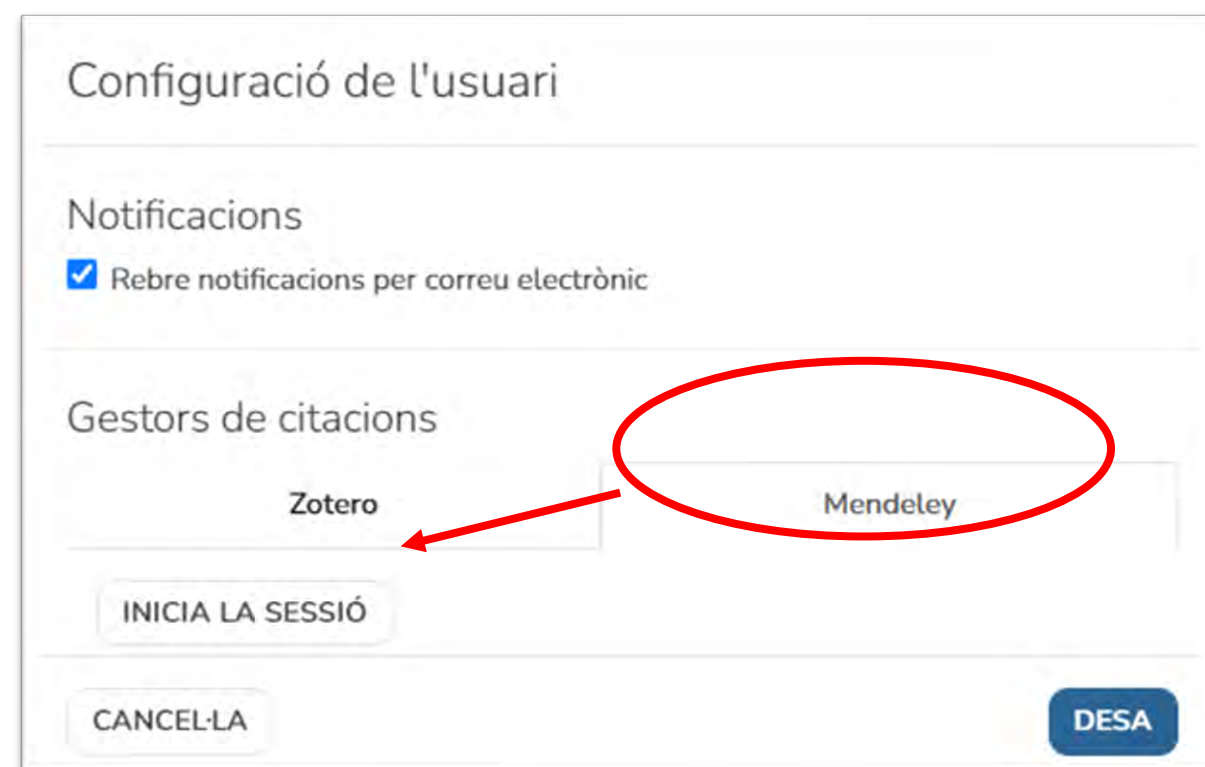 Configuració de l'usuari
Notificacions
Rebre notificacions per correu electrònic
Gestors de citacions
Zotero
Mendeley
INICIA LA SESSIÓ
CANCEL·LA
DESA